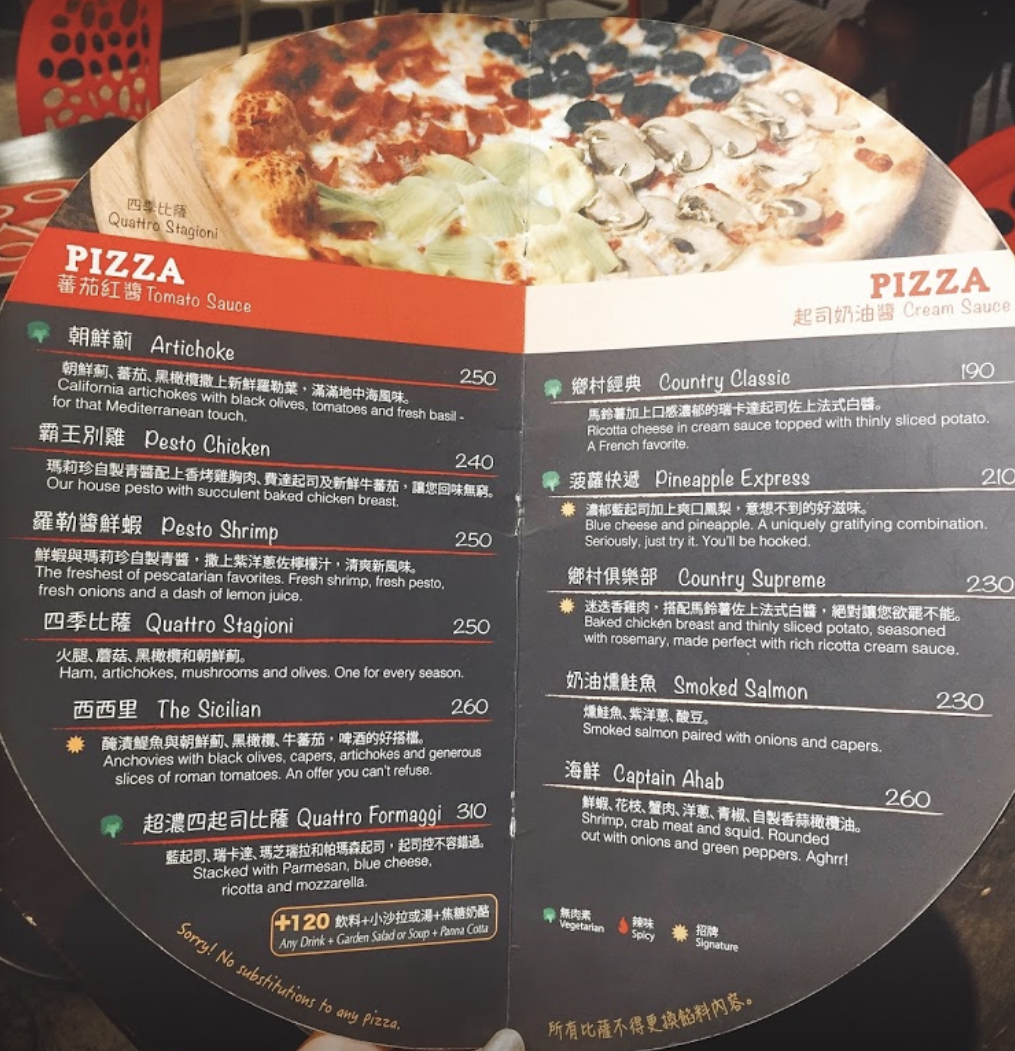 四季比薩
Quattro Stagioni
PIZZA
蕃茄紅醬 Tomato Sauce
朝鮮薊 Artichoke 250
朝鮮薊、蕃茄、黑橄欖撒上新鮮羅勒葉，滿滿地中海風味。
California artichokes with black olives, tomatoes and fresh basil -
for that Mediterranean touch.
霸王別雞 Pesto Chicken 240
瑪莉珍自製青醬配上香烤雞胸肉、費達起司及新鮮牛蕃茄，讓您回味無窮。
Our house pesto with succulent baked chicken breast.
羅勒醬鮮蝦 Pesto Shrimp 250
鮮蝦與瑪莉珍自製青醬，撒上紫洋蔥佐檸檬汁，清爽新風味。
The freshest of pescatarian favorites. Fresh shrimp, fresh pesto,
fresh onions and a dash of lemon juice.
四季比薩 Quattro Stagioni 250
火腿、蘑菇、黑橄欖和朝鮮薊。
Ham, artichokes, mushrooms and olives. One for every season.
西西里 The Sicilian 260
醃漬鯷魚與朝鮮薊、黑橄欖、牛蕃茄，啤酒的好搭檔。
Anchovies with black olives, capers, artichokes and generous
slices of roman tomatoes. An offer you can't refuse.
超濃四起司比薩 Quattro Formaggi 310
藍起司、瑞卡達、瑪芝瑞拉和帕瑪森起司，起司控不容錯過。
Stacked with Parmesan, blue cheese,
ricotta and mozzarella.
+120 飲料+小沙拉或湯+焦糖奶酪
Any Drink + Garden Salad or Soup + Panna Cotta
Sorry! No substitutions to any pizza.
PIZZA
起司奶油醬 Cream Sauce
鄉村經典 Country Classic 190
馬鈴薯加上口感濃郁的瑞卡達起司佐上法式白醬。
Ricotta cheese in cream sauce topped with thinly sliced potato.
A French favorite.
菠蘿快遞 Pineapple Express 210
濃郁藍起司加上爽口鳳梨，意想不到的好滋味。
Blue cheese and pineapple. A uniquely gratifying combination.
Seriously, just try it. You'll be hooked.
鄉村俱樂部 Country Supreme 230
迷迭香雞肉，搭配馬鈴薯佐上法式白醬，絕對讓您欲罷不能。
Baked chicken breast and thinly sliced potato, seasoned
with rosemary, made perfect with rich ricotta cream sauce.
奶油燻鮭魚 Smoked Salmon 230
燻鮭魚、紫洋蔥、酸豆。
Smoked salmon paired with onions and capers.
海鮮 Captain Ahab 260
鮮蝦、花枝、蟹肉、洋蔥、青椒、自製香蒜橄欖油。
Shrimp, crab meat and squid. Rounded
out with onions and green peppers. Aghrr!
無肉素 辣味 招牌
Vegetarian Spicy Signature
所有比薩不得更換餡料內容。